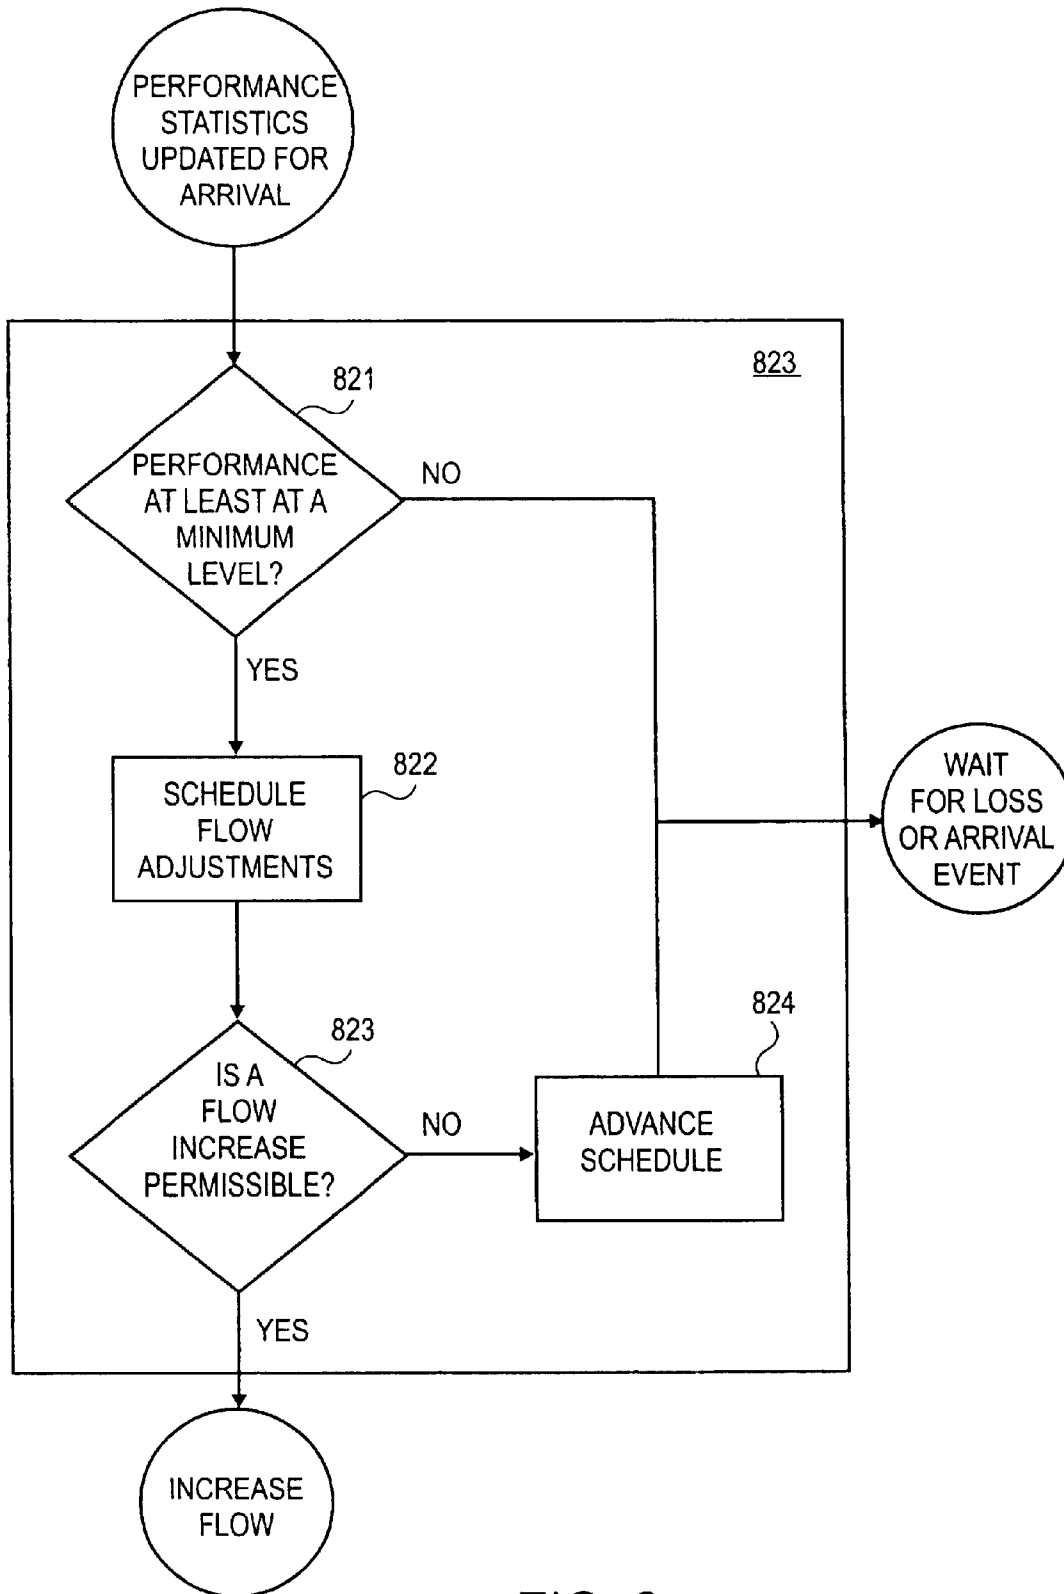 PERFORMANCE
STATISTICS
UPDATED FOR
ARRIVAL
823
821
PERFORMANCE
AT LEAST AT A
MINIMUM
LEVEL?
NO
YES
822
SCHEDULE
FLOW
ADJUSTMENTS
WAIT
FOR LOSS
OR ARRIVAL
EVENT
823
IS A
FLOW
INCREASE
PERMISSIBLE?
NO
824
ADVANCE
SCHEDULE
YES
INCREASE
FLOW